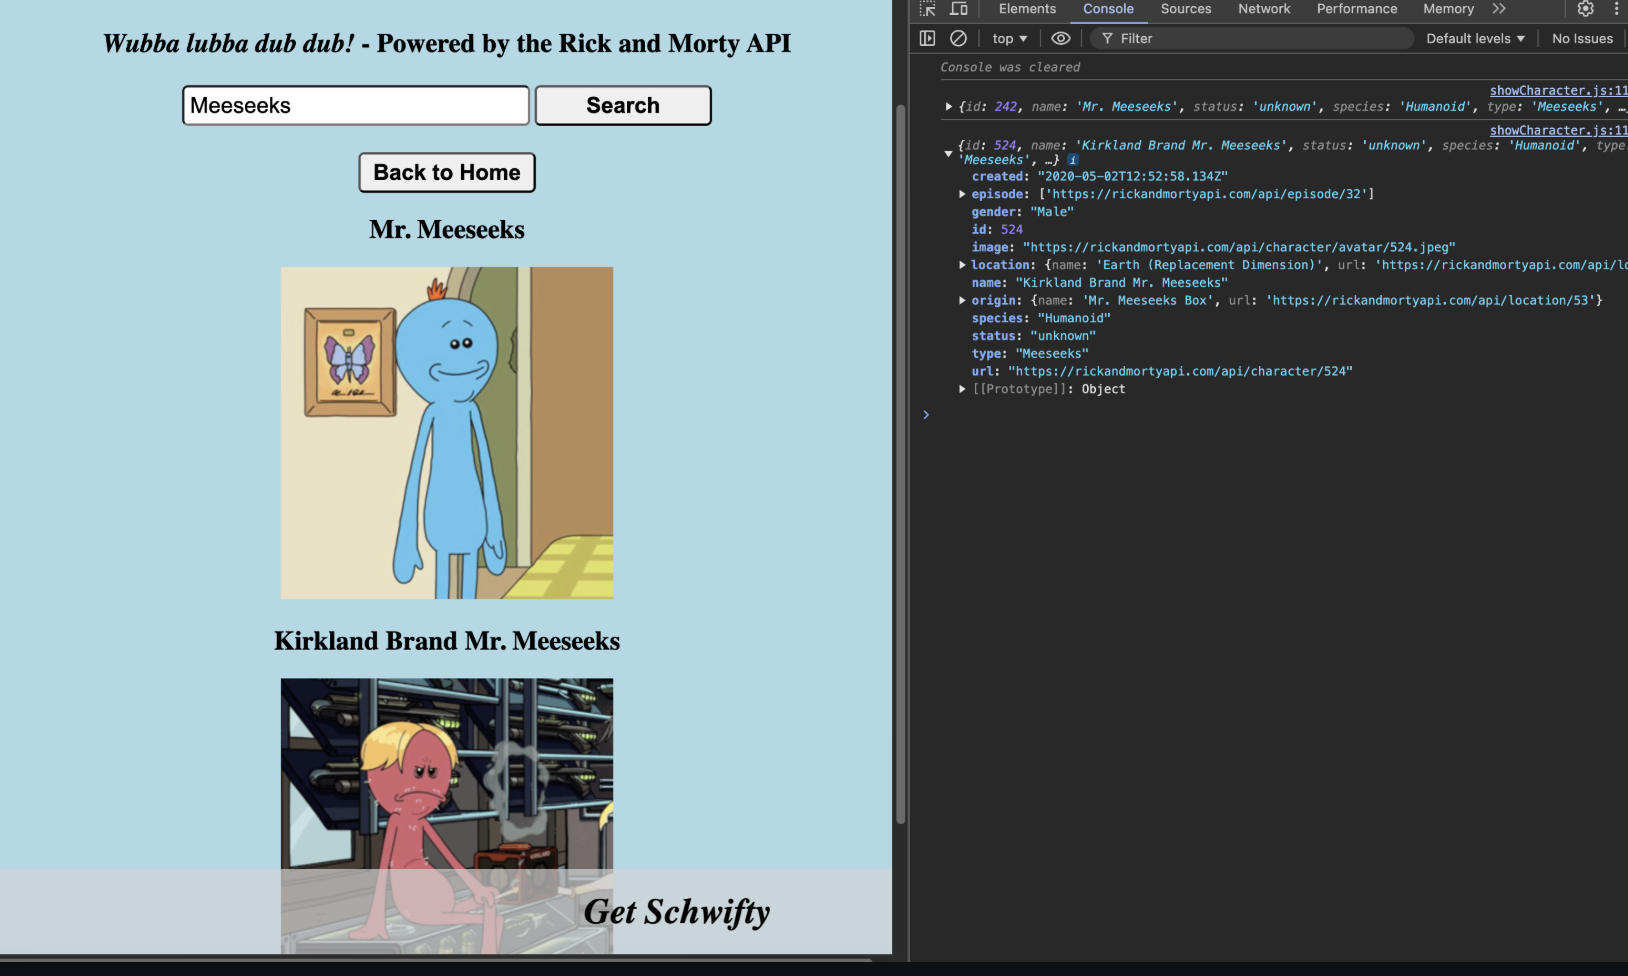 Wubba lubba dub dub! - Powered by the Rick and Morty API
Meeseeks
Search
Back to Home
Mr. Meeseeks
Kirkland Brand Mr. Meeseeks
Get Schwifty
Elements Console Sources Network Performance Memory
top Filter Default levels No Issues
Console was cleared
showCharacter.js:11
{id: 242, name: 'Mr. Meeseeks', status: 'unknown', species: 'Humanoid', type: 'Meeseeks', …
showCharacter.js:11
{id: 524, name: 'Kirkland Brand Mr. Meeseeks', status: 'unknown', species: 'Humanoid', type
'Meeseeks', …} i
created: "2020-05-02T12:52:58.134Z"
episode: ['https://rickandmortyapi.com/api/episode/32']
gender: "Male"
id: 524
image: "https://rickandmortyapi.com/api/character/avatar/524.jpeg"
location: {name: 'Earth (Replacement Dimension)', url: 'https://rickandmortyapi.com/api/lo
name: "Kirkland Brand Mr. Meeseeks"
origin: {name: 'Mr. Meeseeks Box', url: 'https://rickandmortyapi.com/api/location/53'}
species: "Humanoid"
status: "unknown"
type: "Meeseeks"
url: "https://rickandmortyapi.com/api/character/524"
[[Prototype]]: Object